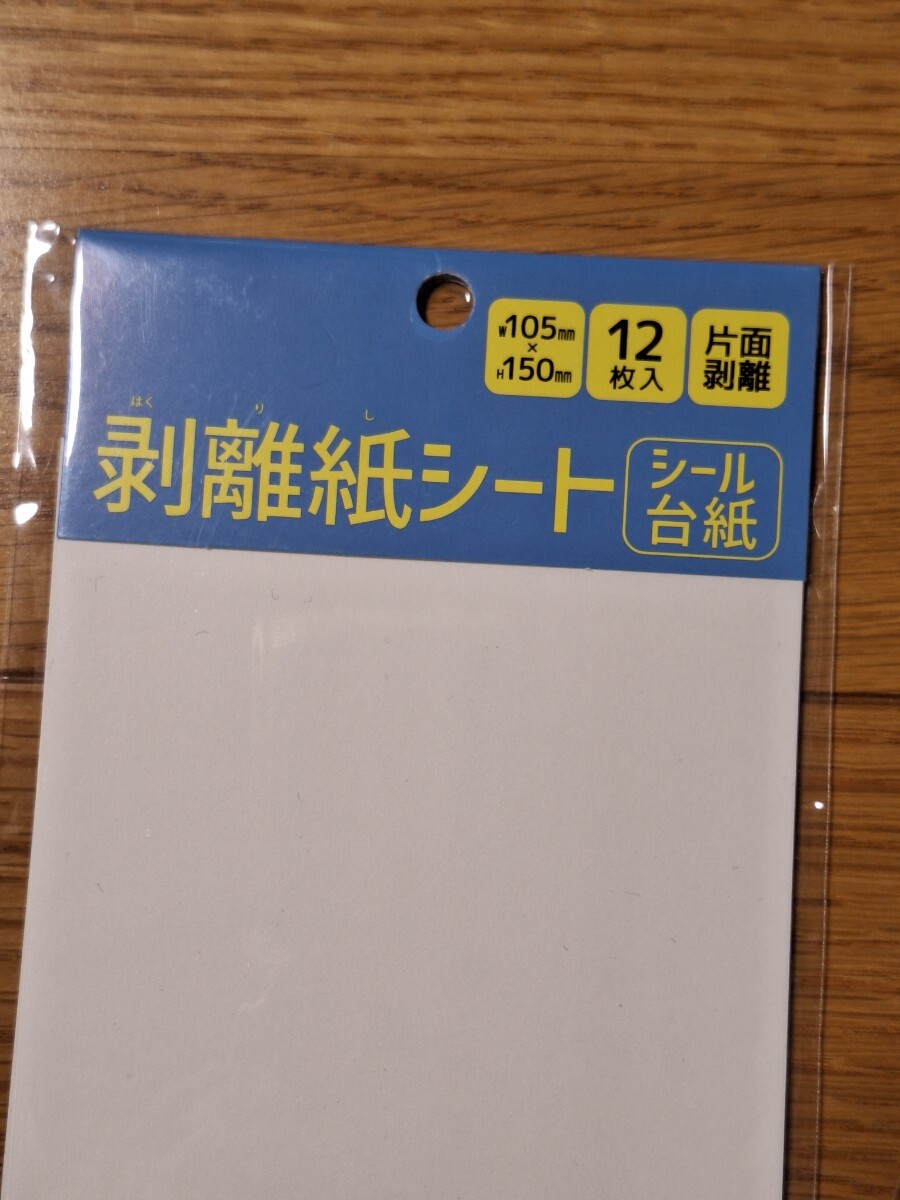 W105mm
×
H150mm
12
枚入
片面
剥離
はくりし
剥離紙シート
シール
台紙